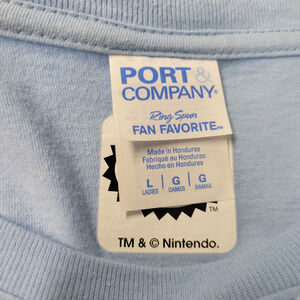 PORT &
COMPANY®
Ring Spun
FAN FAVORITE™
Made in Honduras
Fabriqué au Honduras
Hecho en Honduras
L G G
LADIES DAMES DAMAS
TM
TM & © Nintendo.